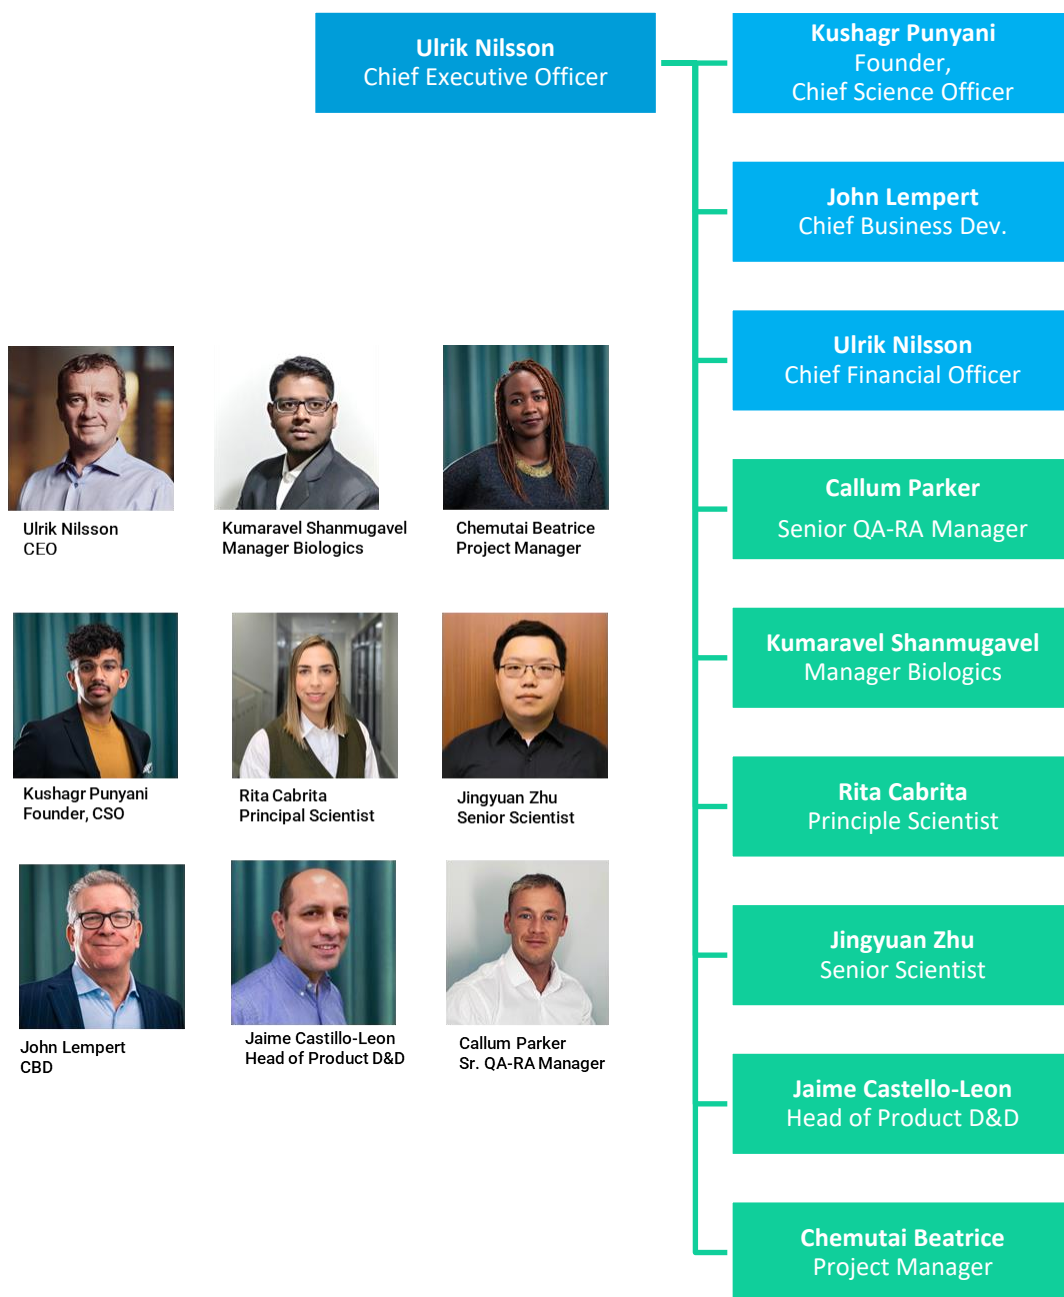 Ulrik Nilsson
Chief Executive Officer
Kushagr Punyani
Founder,
Chief Science Officer
John Lempert
Chief Business Dev.
Ulrik Nilsson
Chief Financial Officer
Callum Parker
Senior QA-RA Manager
Kumaravel Shanmugavel
Manager Biologics
Rita Cabrita
Principle Scientist
Jingyuan Zhu
Senior Scientist
Jaime Castello-Leon
Head of Product D&D
Chemutai Beatrice
Project Manager
Ulrik Nilsson
CEO
Kumaravel Shanmugavel
Manager Biologics
Chemutai Beatrice
Project Manager
Kushagr Punyani
Founder, CSO
Rita Cabrita
Principal Scientist
Jingyuan Zhu
Senior Scientist
John Lempert
CBD
Jaime Castillo-Leon
Head of Product D&D
Callum Parker
Sr. QA-RA Manager